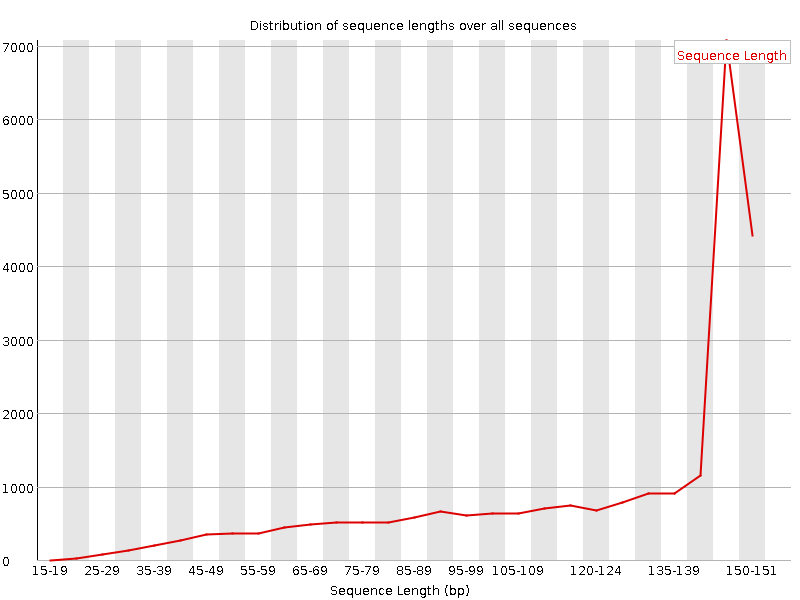 Distribution of sequence lengths over all sequences
Sequence Length
7000
6000
5000
4000
3000
2000
1000
0
15-19 25-29 35-39 45-49 55-59 65-69 75-79 85-89 95-99 105-109 120-124 135-139 150-151
Sequence Length (bp)